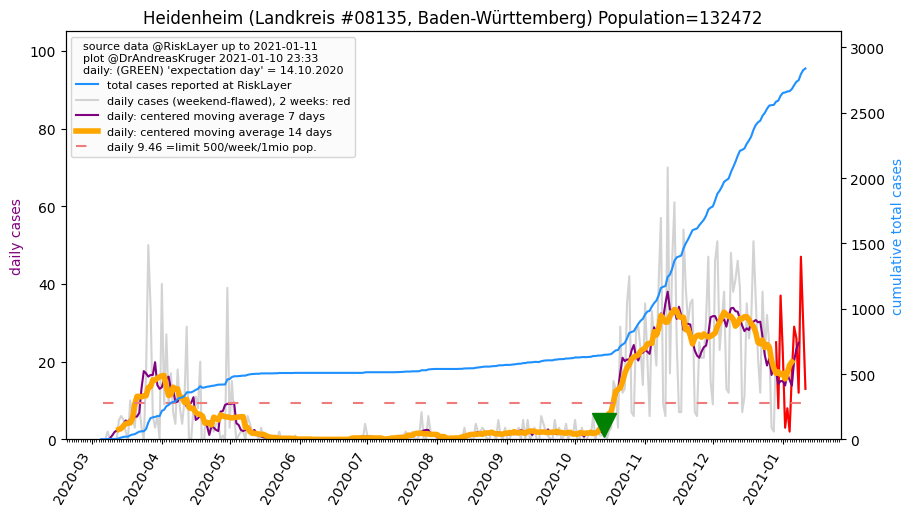 Heidenheim (Landkreis #08135, Baden-Württemberg) Population=132472
source data @RiskLayer up to 2021-01-11
plot @DrAndreasKruger 2021-01-10 23:33
daily: (GREEN) 'expectation day' = 14.10.2020
total cases reported at RiskLayer
daily cases (weekend-flawed), 2 weeks: red
daily: centered moving average 7 days
daily: centered moving average 14 days
daily 9.46 =limit 500/week/1mio pop.
daily cases
100
80
60
40
20
0
cumulative total cases
3000
2500
2000
1500
1000
500
0
2020-03
2020-04
2020-05
2020-06
2020-07
2020-08
2020-09
2020-10
2020-11
2020-12
2021-01